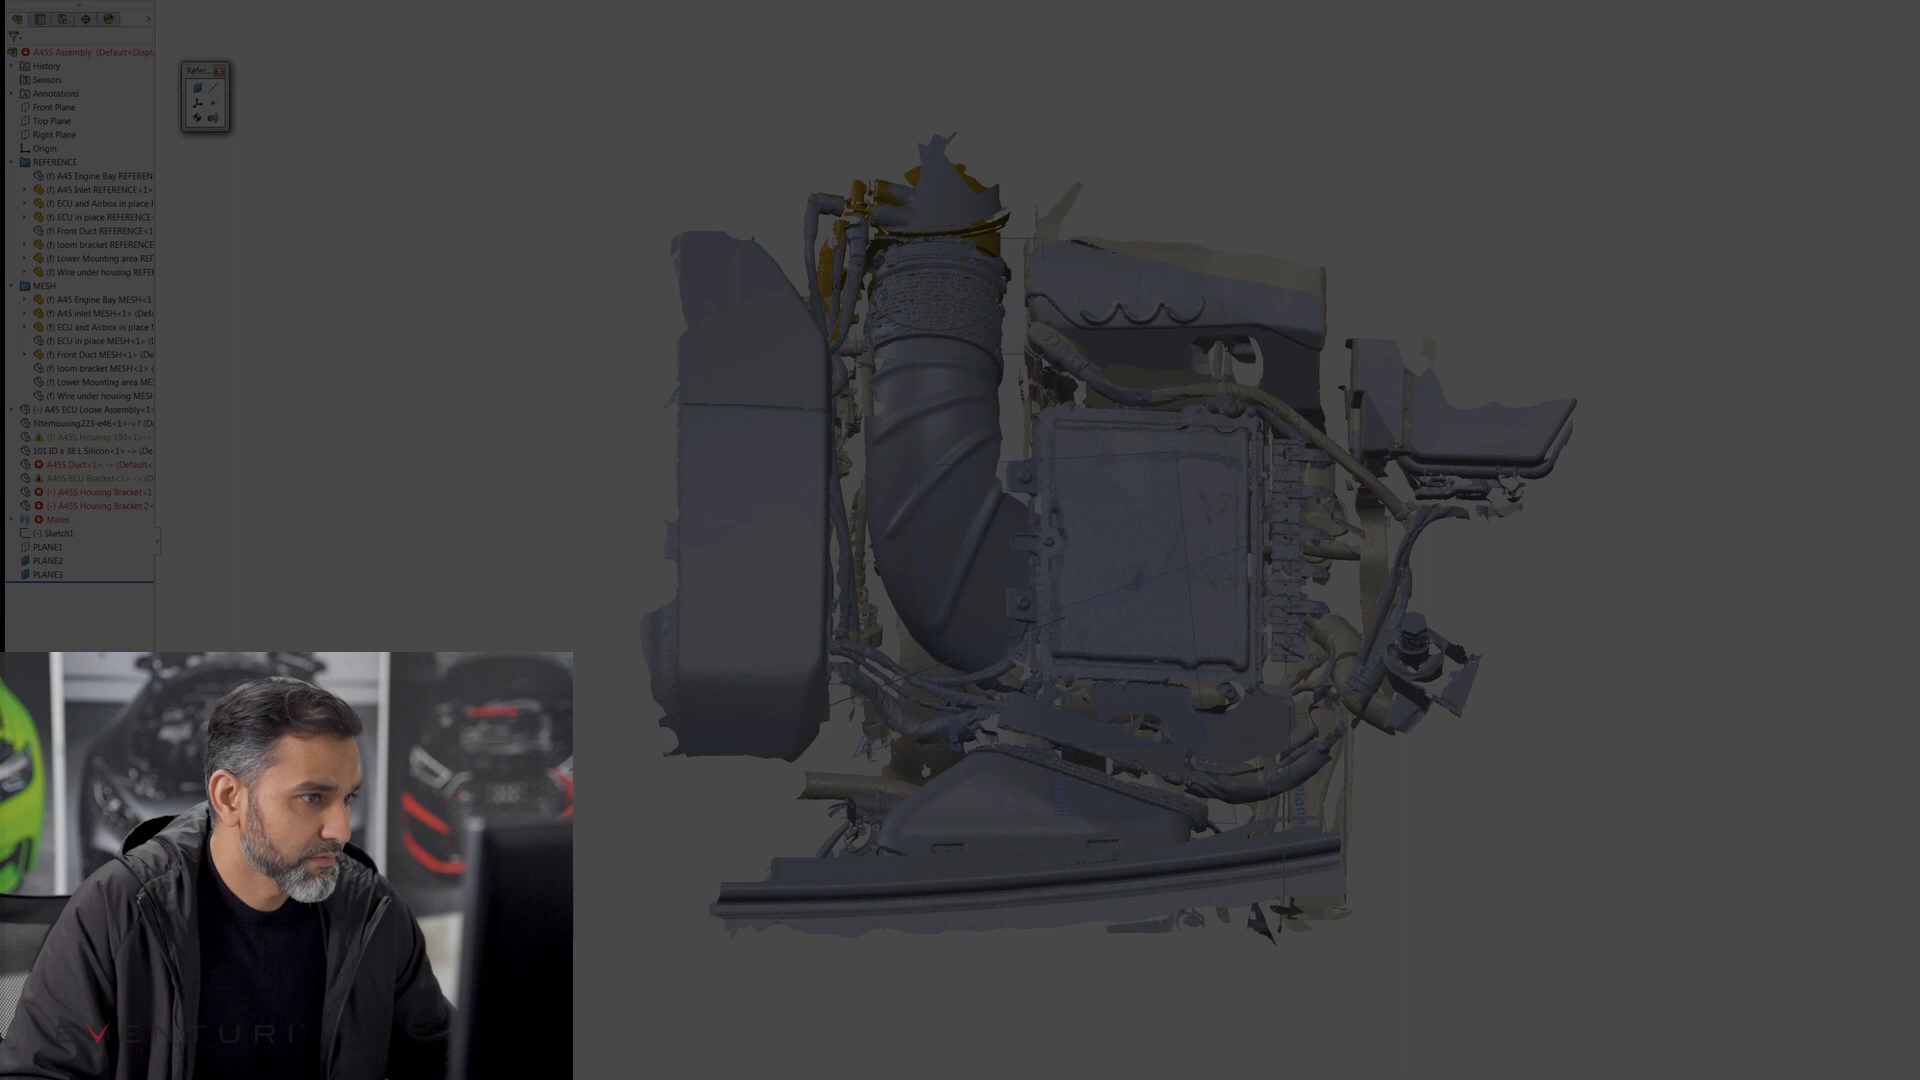 Refer...
A45S Assembly (Default<Displ
History
Sensors
Annotations
Front Plane
Top Plane
Right Plane
Origin
REFERENCE
(f) A45 Engine Bay REFEREN
(f) A45 Inlet REFERENCE<1>
(f) ECU and Airbox in place
(f) ECU in place REFERENCE
(f) Front Duct REFERENCE<1
(f) loom bracket REFERENCE
(f) Lower Mounting area REF
(f) Wire under housing REFE
MESH
(f) A45 Engine Bay MESH<1
(f) A45 inlet MESH<1> (Defa
(f) ECU and Airbox in place
(f) ECU in place MESH<1>
(f) Front Duct MESH<1> (De
(f) loom bracket MESH<1>
(f) Lower Mounting area ME
(f) Wire under housing MES
(-) A45 ECU Loose Assembly<1>
filterhousing223-e46<1>->? (D
(f) A45S Housing 190<1>->
101 ID x 38 L Silicon<1> -> (De
A45S Duct<1> -> (Default<
A45S ECU Bracket<1> -> (D
(-) A45S Housing Bracket<1
(-) A45S Housing Bracket 2<
Mates
(-) Sketch1
PLANE1
PLANE2
PLANE3
EVENTURI